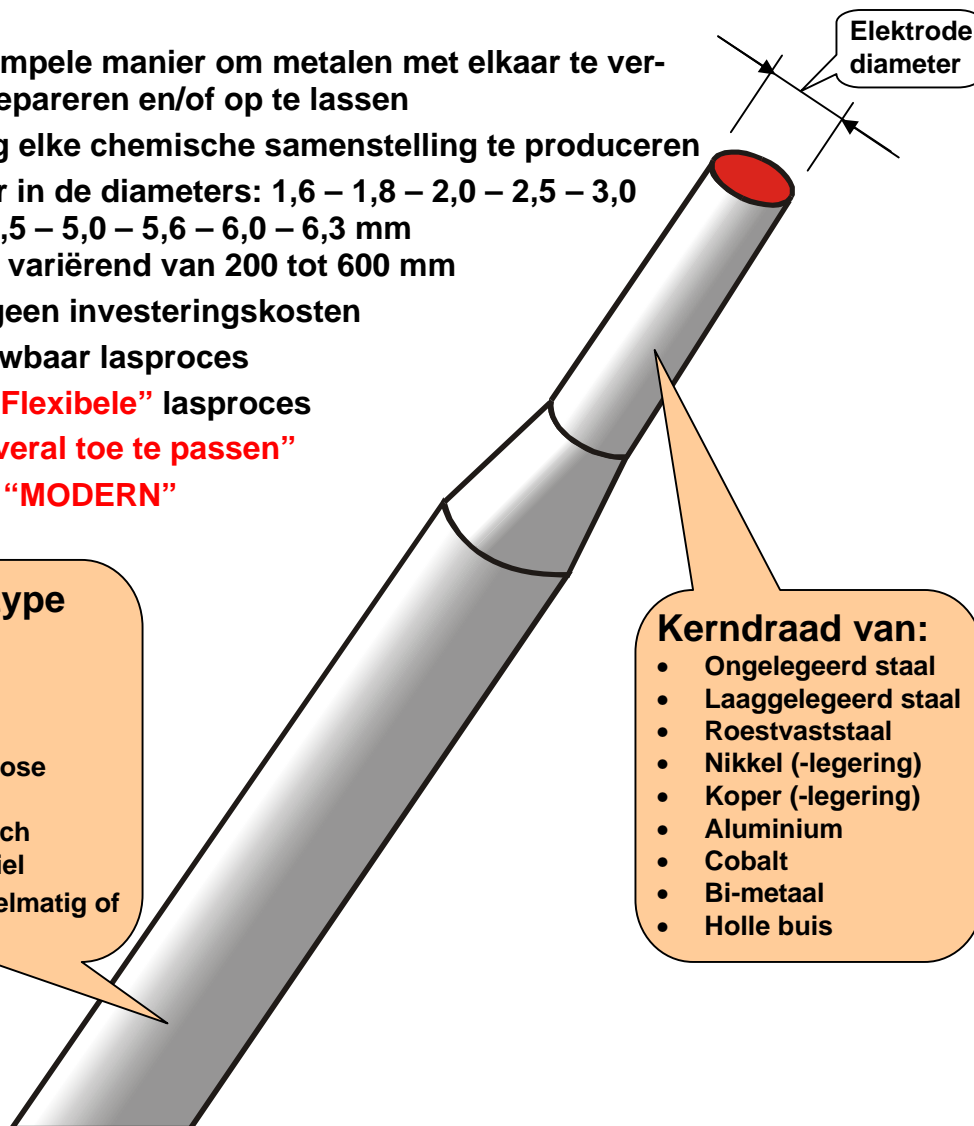 Elektrode
diameter
mpele manier om metalen met elkaar te ver-
epareren en/of op te lassen
g elke chemische samenstelling te produceren
r in de diameters: 1,6 – 1,8 – 2,0 – 2,5 – 3,0
,5 – 5,0 – 5,6 – 6,0 – 6,3 mm
variërend van 200 tot 600 mm
geen investeringskosten
wbaar lasproces
Flexibele” lasproces
veral toe te passen”
“MODERN”
ype
ose
ch
iel
elmatig of
Kerndraad van:
• Ongelegeerd staal
• Laaggelegeerd staal
• Roestvaststaal
• Nikkel (-legering)
• Koper (-legering)
• Aluminium
• Cobalt
• Bi-metaal
• Holle buis